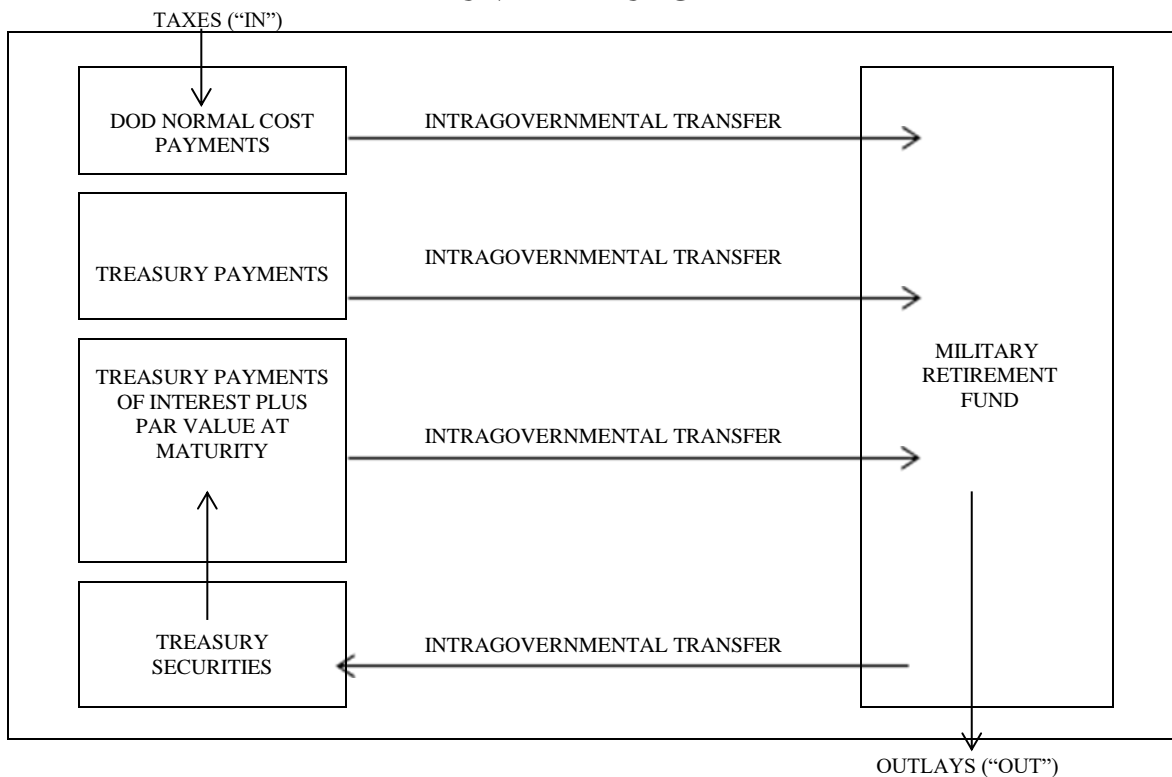 TAXES (“IN”)
DOD NORMAL COST
PAYMENTS
INTRAGOVERNMENTAL TRANSFER
TREASURY PAYMENTS
INTRAGOVERNMENTAL TRANSFER
TREASURY PAYMENTS
OF INTEREST PLUS
PAR VALUE AT
MATURITY
INTRAGOVERNMENTAL TRANSFER
MILITARY
RETIREMENT
FUND
TREASURY
SECURITIES
INTRAGOVERNMENTAL TRANSFER
OUTLAYS (“OUT”)